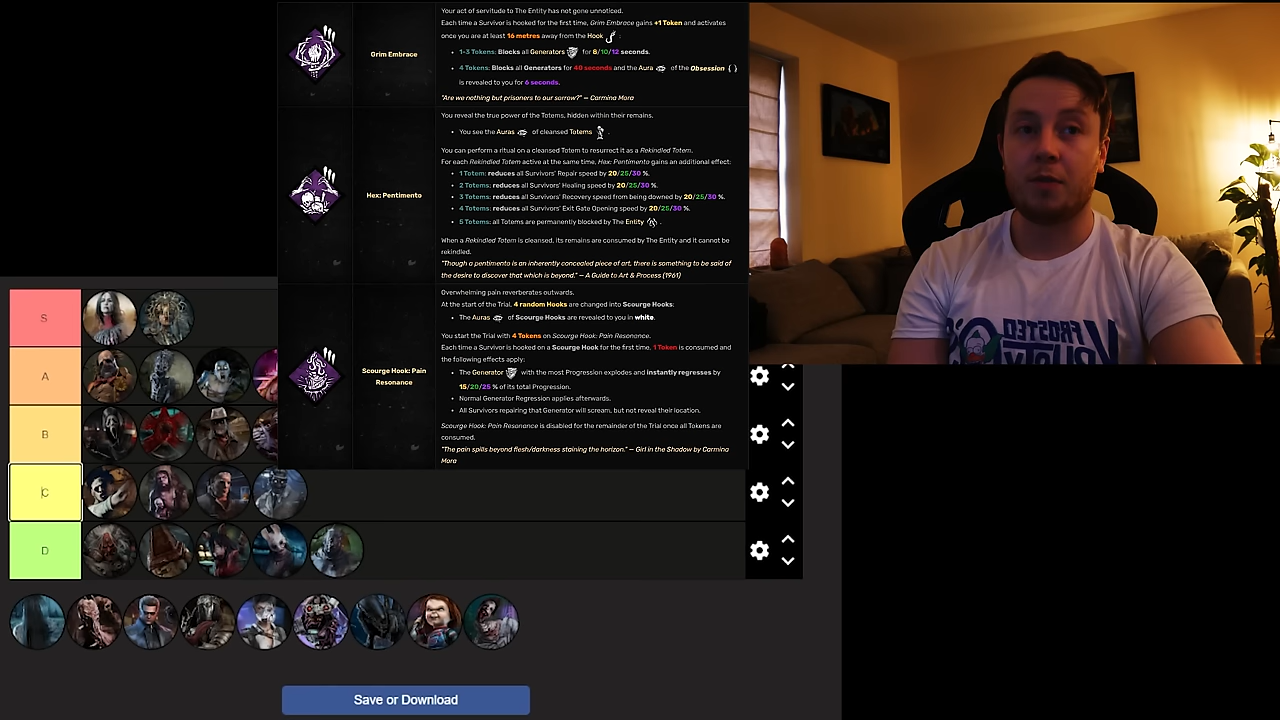 Your act of servitude to The Entity has not gone unnoticed.
Each time a Survivor is hooked for the first time, Grim Embrace gains +1 Token and activates
once you are at least 16 metres away from the Hook :
Grim Embrace
• 1-3 Tokens: Blocks all Generators for 8/10/12 seconds.
• 4 Tokens: Blocks all Generators for 40 seconds and the Aura of the Obsession
is revealed to you for 6 seconds.
"Are we nothing but prisoners to our sorrow?" — Carmina Mora
You reveal the true power of the Totems, hidden within their remains.
• You see the Auras of cleansed Totems .
You can perform a ritual on a cleansed Totem to resurrect it as a Rekindled Totem.
For each Rekindled Totem active at the same time, Hex: Pentimento gains an additional effect:
• 1 Totem: reduces all Survivors' Repair speed by 20/25/30 %.
• 2 Totems: reduces all Survivors' Healing speed by 20/25/30 %.
Hex: Pentimento
• 3 Totems: reduces all Survivors' Recovery speed from being downed by 20/25/30 %.
• 4 Totems: reduces all Survivors' Exit Gate Opening speed by 20/25/30 %.
• 5 Totems: all Totems are permanently blocked by The Entity .
When a Rekindled Totem is cleansed, its remains are consumed by The Entity and it cannot be
rekindled.
"Though a pentimento is an inherently concealed piece of art, there is something to be said of
the desire to discover that which is beyond." — A Guide to Art & Process (1961)
Overwhelming pain reverberates outwards.
At the start of the Trial, 4 random Hooks are changed into Scourge Hooks:
• The Auras of Scourge Hooks are revealed to you in white.
You start the Trial with 4 Tokens on Scourge Hook: Pain Resonance.
Each time a Survivor is hooked on a Scourge Hook for the first time, 1 Token is consumed and
the following effects apply:
Scourge Hook: Pain
Resonance
• The Generator with the most Progression explodes and instantly regresses by
15/20/25 % of its total Progression.
• Normal Generator Regression applies afterwards.
• All Survivors repairing that Generator will scream, but not reveal their location.
Scourge Hook: Pain Resonance is disabled for the remainder of the Trial once all Tokens are
consumed.
"The pain spills beyond flesh/darkness staining the horizon." — Girl in the Shadow by Carmina
Mora
S
A
B
C
D
Save or Download
FROSTED